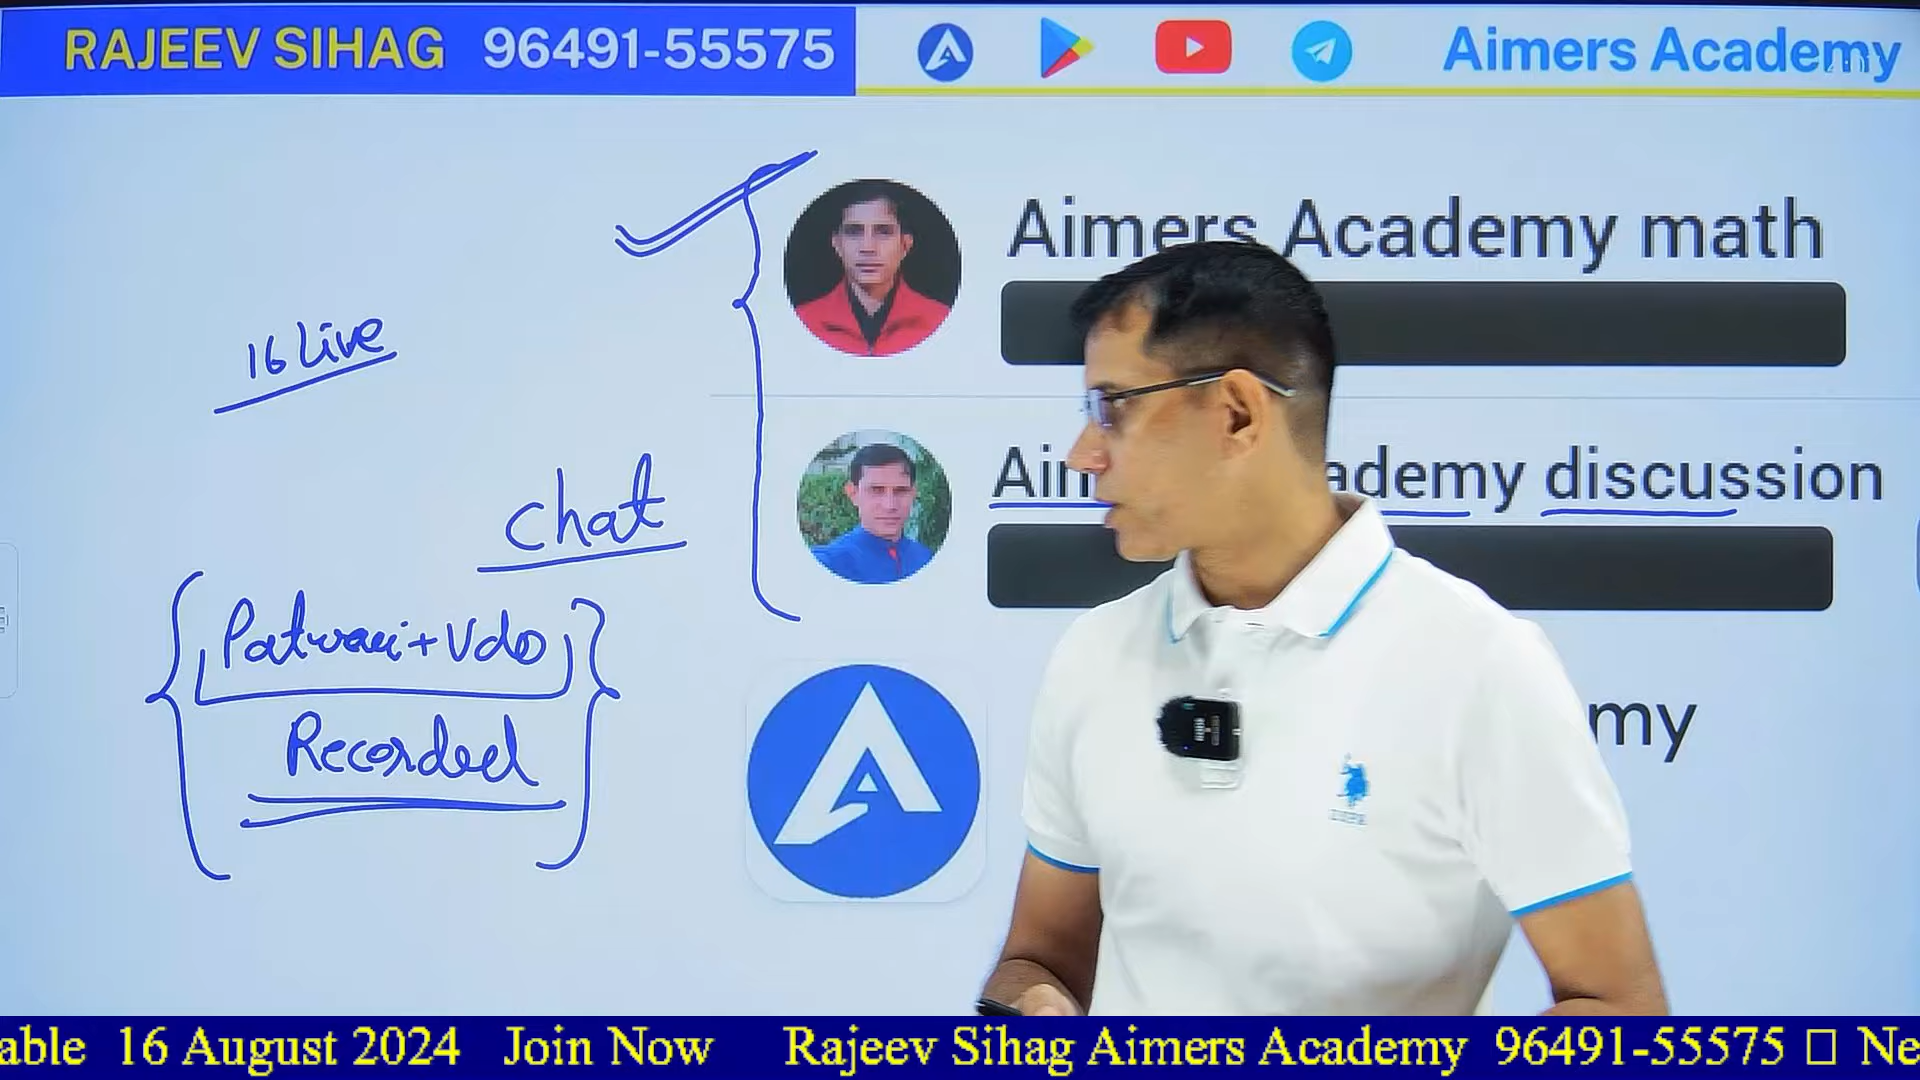 RAJEEV SIHAG 96491-55575 Aimers Academy
Aimers Academy math
16 Live
Academy discussion
chat
Patwari + Vdo
Recorded
my
able 16 August 2024 Join Now Rajeev Sihag Aimers Academy 96491-55575 □ Ne